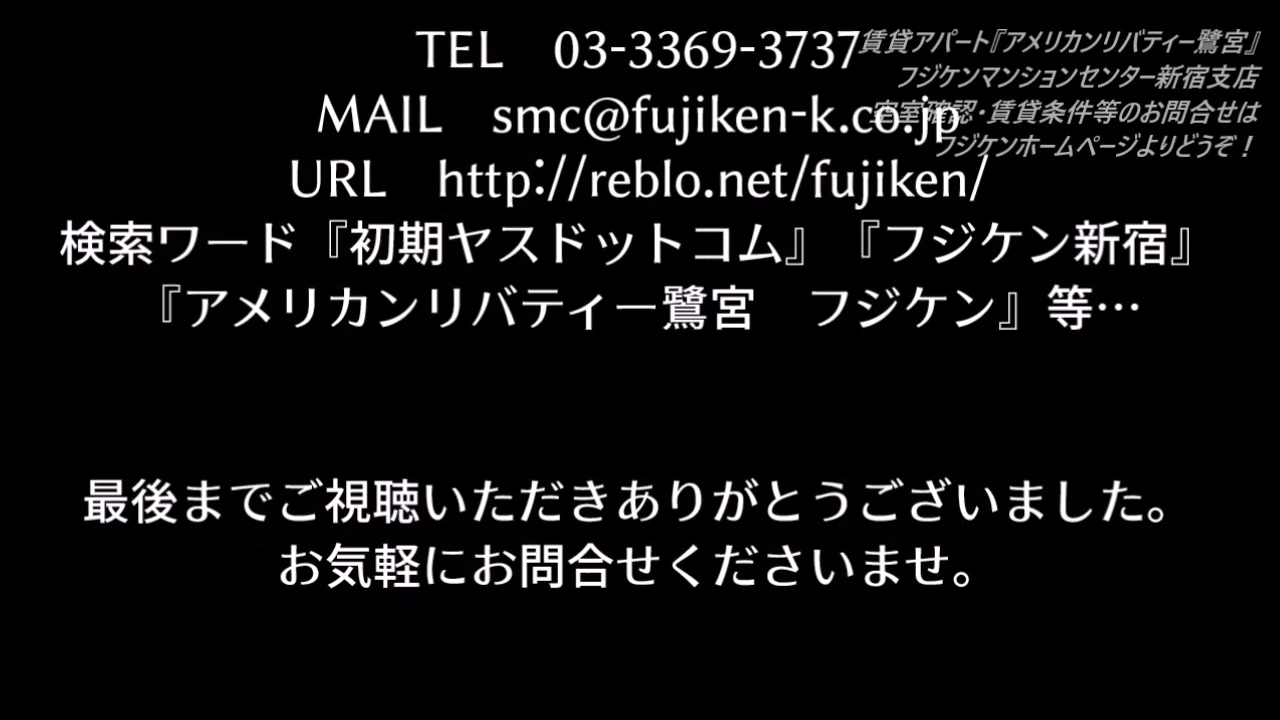 TEL　03-3369-3737
MAIL　smc@fujiken-k.co.jp
URL　http://reblo.net/fujiken/
検索ワード『初期ヤスドットコム』『フジケン新宿』
『アメリカンリバティー鷺宮　フジケン』等…
最後までご視聴いただきありがとうございました。
お気軽にお問合せくださいませ。
賃貸アパート『アメリカンリバティー鷺宮』
フジケンマンションセンター新宿支店
空室確認・賃貸条件等のお問合せは
フジケンホームページよりどうぞ！